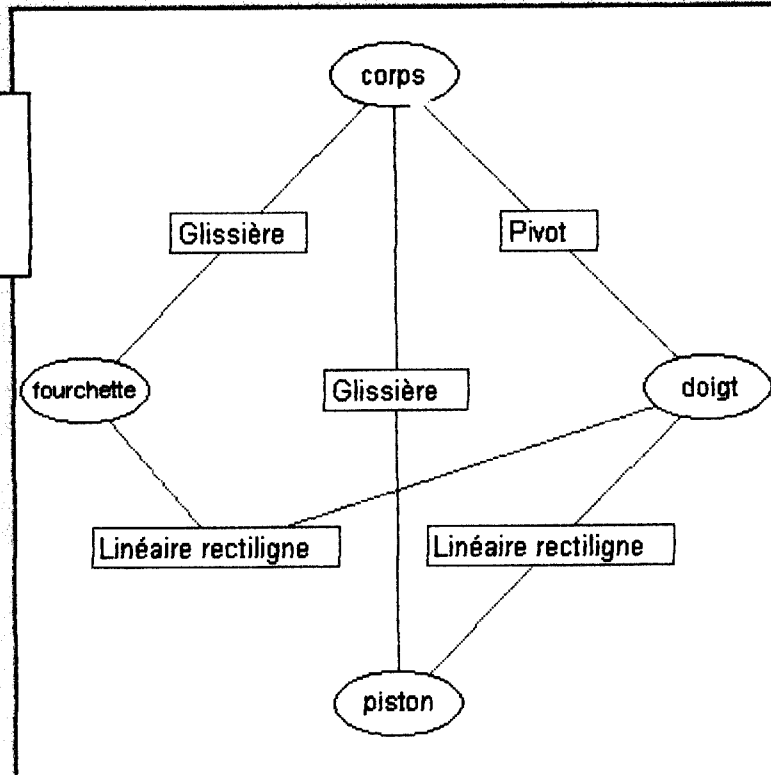 corps
Glissière
Pivot
fourchette
Glissière
doigt
Linéaire rectiligne
Linéaire rectiligne
piston